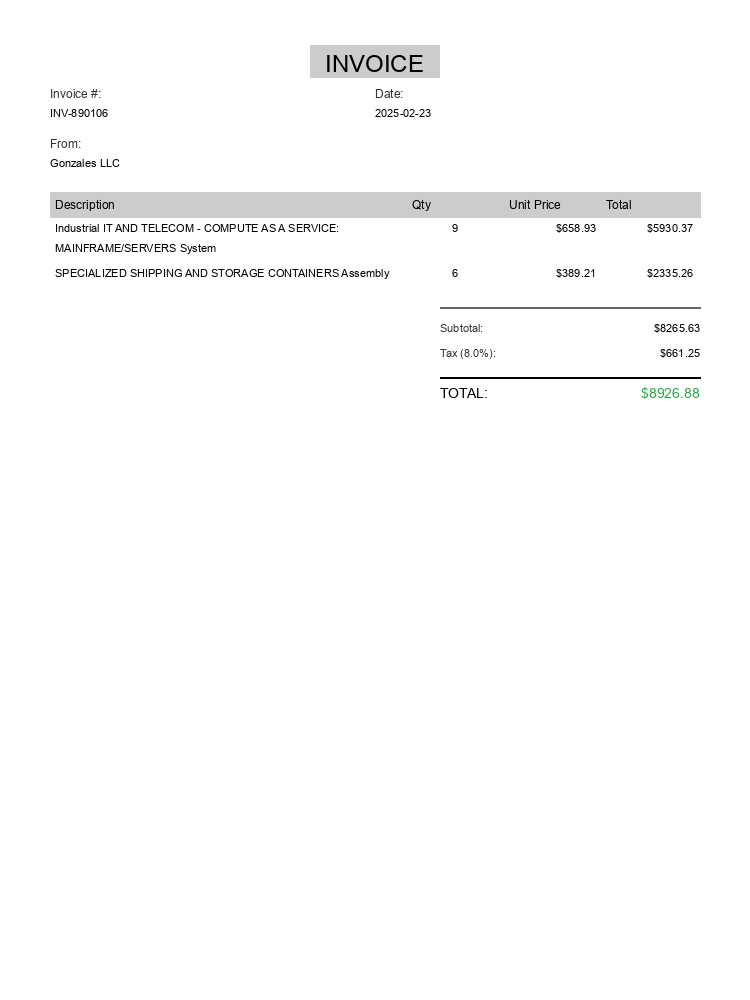 INVOICE
Invoice #: Date:
INV-890106 2025-02-23
From:
Gonzales LLC
Description Qty Unit Price Total
Industrial IT AND TELECOM - COMPUTE AS A SERVICE: 9 $658.93 $5930.37
MAINFRAME/SERVERS System
SPECIALIZED SHIPPING AND STORAGE CONTAINERS Assembly 6 $389.21 $2335.26
Subtotal: $8265.63
Tax (8.0%): $661.25
TOTAL: $8926.88